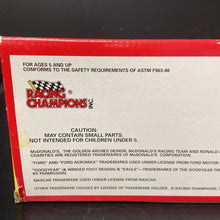 FOR AGES 5 AND UP
CONFORMS TO THE SAFETY REQUIREMENTS OF ASTM F963-86
RACING
CHAMPIONS INC.
CAUTION:
MAY CONTAIN SMALL PARTS.
NOT INTENDED FOR CHILDREN UNDER 5.
McDONALD'S, THE GOLDEN ARCHES DESIGN, McDONALD'S RACING TEAM AND RONALD
CHARITIES ARE REGISTERED TRADEMARKS OF McDONALD'S CORPORATION.
"FORD" AND "FORD AEROMAX" TRADEMARKS USED UNDER LICENSE FROM FORD MOTOR
"GOODYEAR" (& WINGED FOOT DESIGN) & "EAGLE"—TRADEMARKS OF THE GOODYEAR
BY PERMISSION.
NASCAR TRADEMARK USED UNDER LICENSE FROM NASCAR.
OTHER TRADEMARK USED UNDER LICENSE OF TRADEMARK HOLDER. © RACING CHAMPIONS